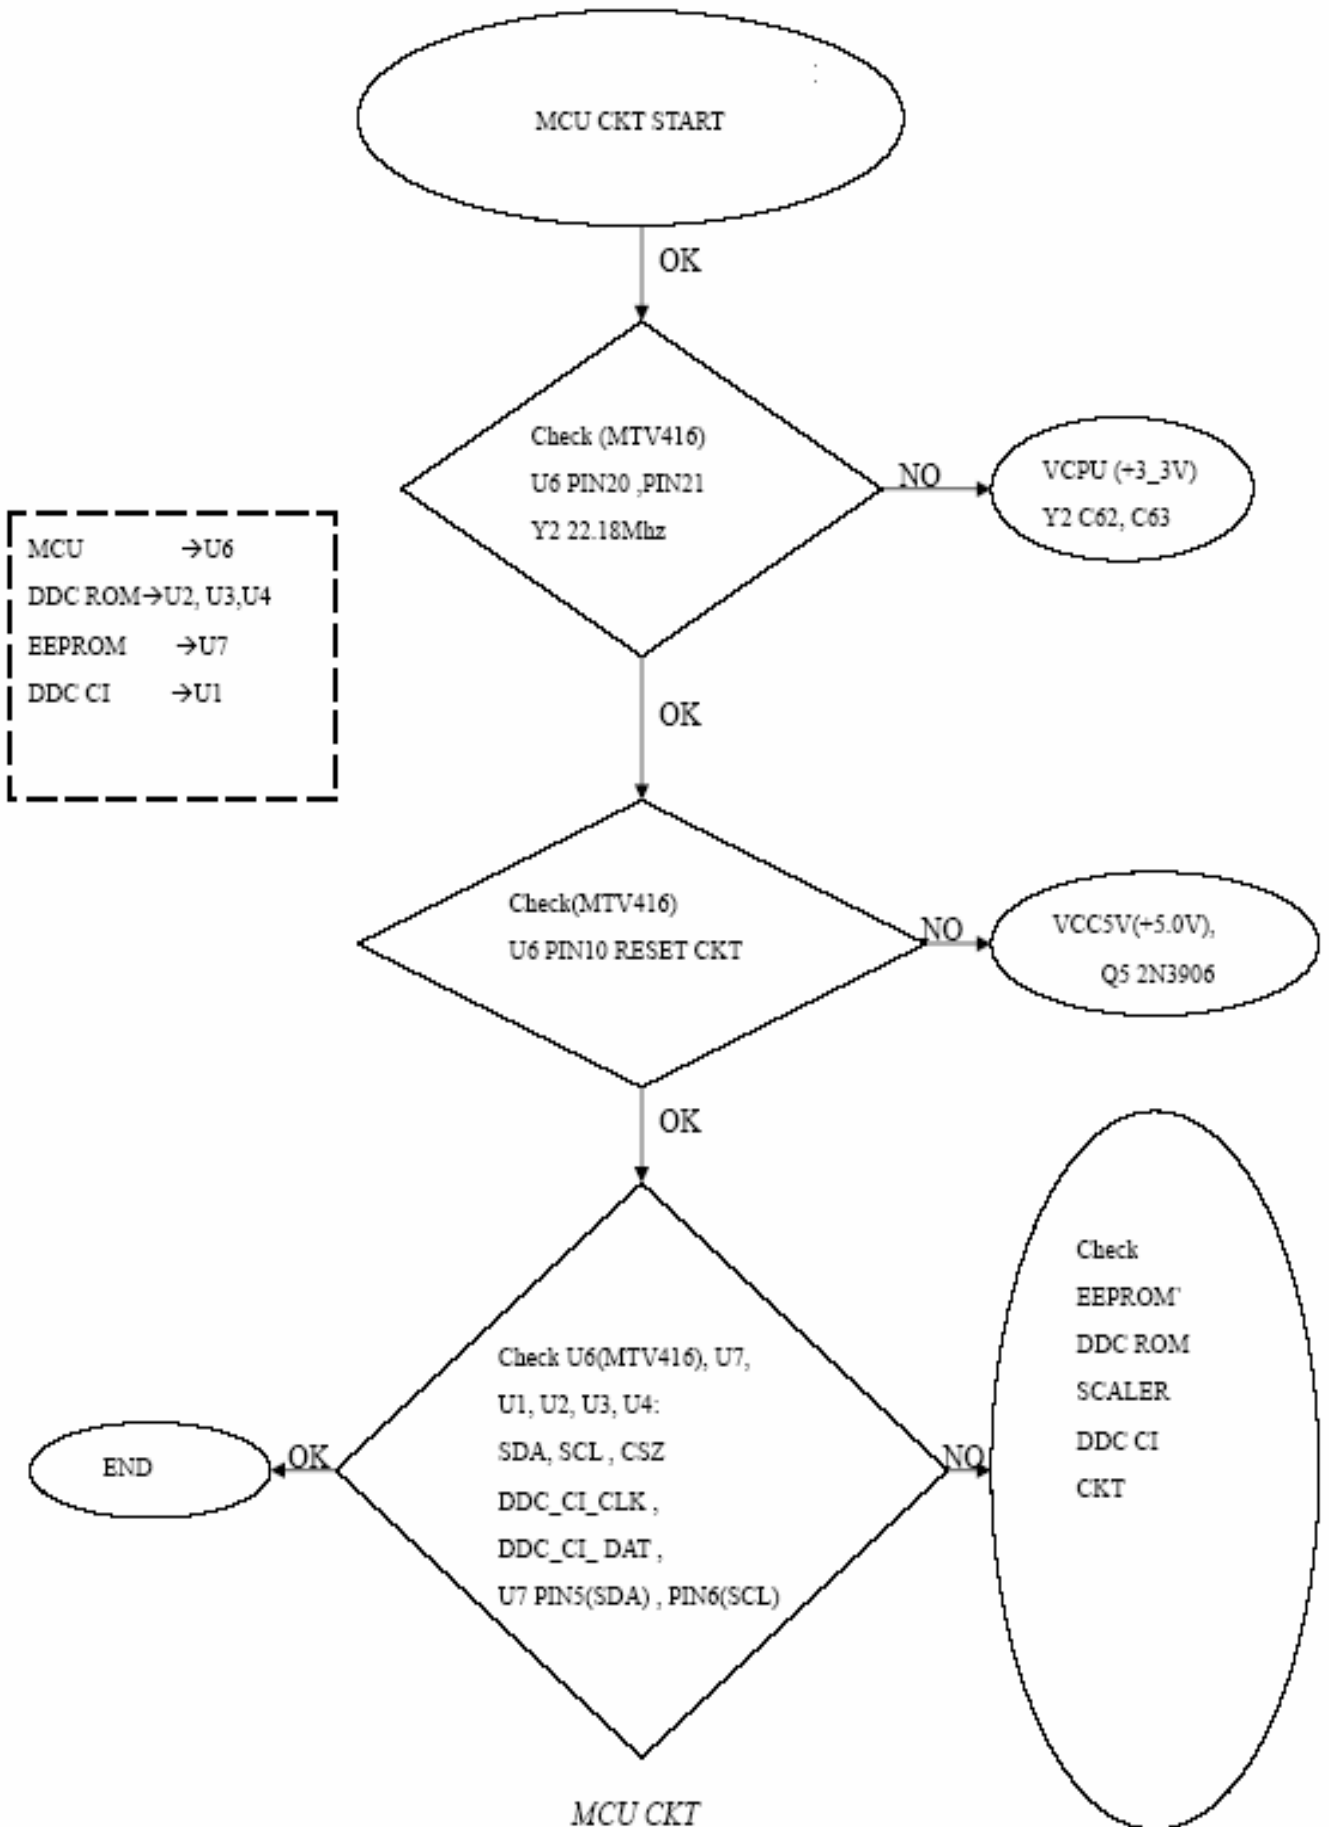 MCU CKT START
OK
Check (MTV416)
U6 PIN20 ,PIN21
Y2 22.18Mhz
NO
VCPU (+3_3V)
Y2 C62, C63
MCU →U6
DDC ROM→U2, U3,U4
EEPROM →U7
DDC CI →U1
OK
Check(MTV416)
U6 PIN10 RESET CKT
NO
VCC5V(+5.0V),
Q5 2N3906
OK
Check U6(MTV416), U7,
U1, U2, U3, U4:
SDA, SCL , CSZ
DDC_CI_CLK ,
DDC_CI_ DAT ,
U7 PIN5(SDA) , PIN6(SCL)
OK
END
NO
Check
EEPROM'
DDC ROM
SCALER
DDC CI
CKT
MCU CKT